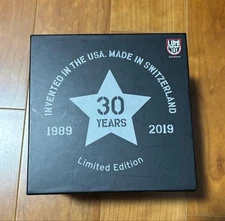 INVENTED IN THE USA. MADE IN SWITZERLAND
30
YEARS
1989
2019
Limited Edition